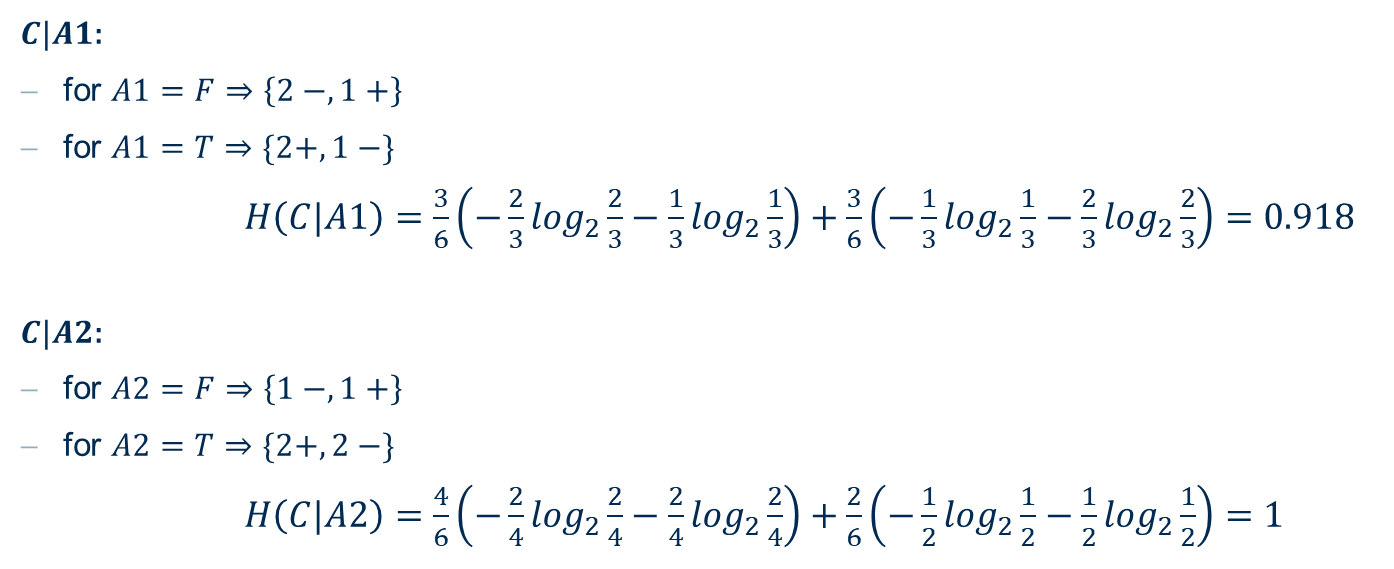 C|A1:
– for A1 = F ⇒ {2 −, 1 +}
– for A1 = T ⇒ {2+, 1 −}
H(C|A1) = 3/6 (−2/3 log₂ 2/3 − 1/3 log₂ 1/3) + 3/6 (−1/3 log₂ 1/3 − 2/3 log₂ 2/3) = 0.918
C|A2:
– for A2 = F ⇒ {1 −, 1 +}
– for A2 = T ⇒ {2+, 2 −}
H(C|A2) = 4/6 (−2/4 log₂ 2/4 − 2/4 log₂ 2/4) + 2/6 (−1/2 log₂ 1/2 − 1/2 log₂ 1/2) = 1